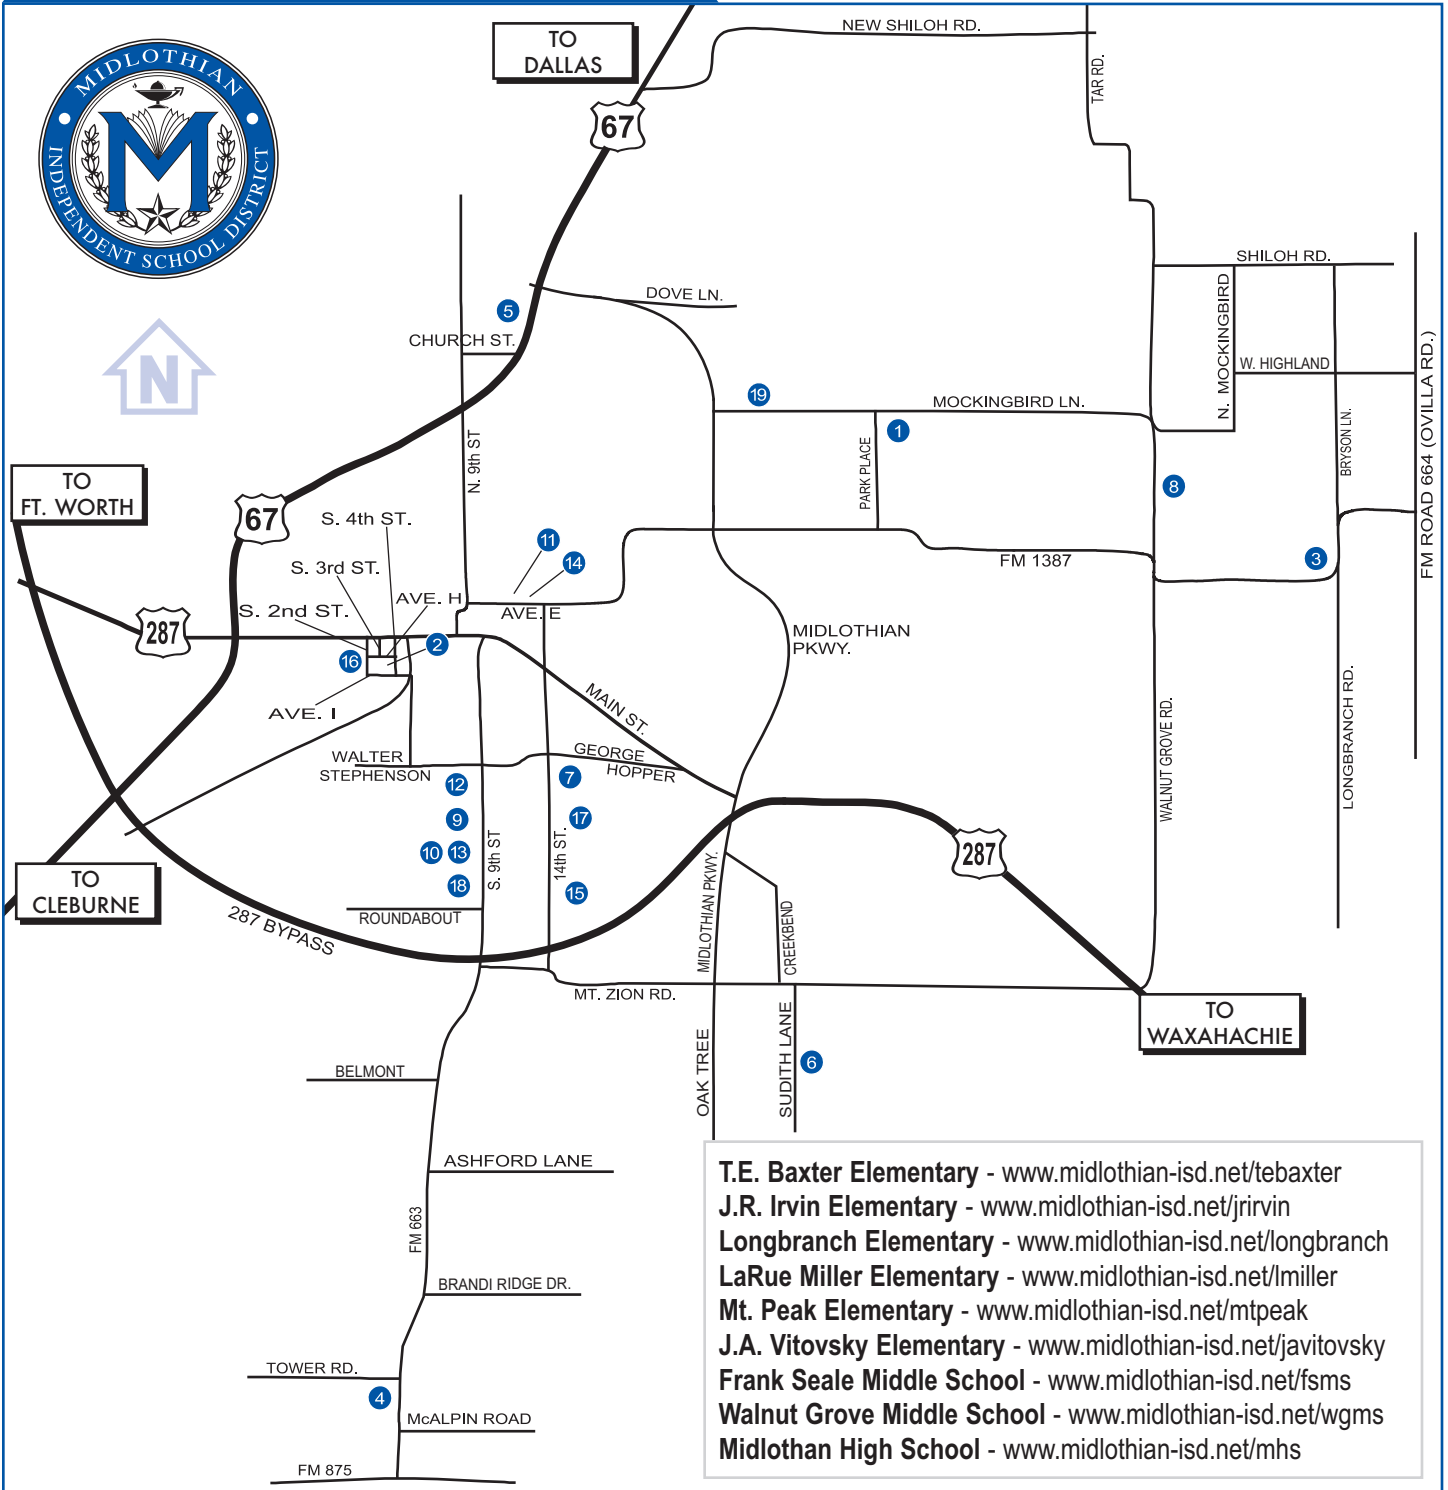 MIDLOTHIAN
INDEPENDENT SCHOOL DISTRICT
M
N
TO
DALLAS
67
NEW SHILOH RD.
TAR RD.
SHILOH RD.
N. MOCKINGBIRD
W. HIGHLAND
BRYSON LN.
FM ROAD 664 (OVILLA RD.)
DOVE LN.
5
CHURCH ST.
19
MOCKINGBIRD LN.
1
PARK PLACE
8
3
N. 9th ST
TO
FT. WORTH
67
S. 4th ST.
S. 3rd ST.
AVE. H
S. 2nd ST.
287
16
2
AVE. I
11
14
AVE. E
FM 1387
MIDLOTHIAN
PKWY.
MAIN ST.
WALNUT GROVE RD.
LONGBRANCH RD.
WALTER
STEPHENSON
GEORGE
HOPPER
12
7
9
17
10
13
18
15
S. 9th ST
14th ST.
ROUNDABOUT
TO
CLEBURNE
287 BYPASS
287
MIDLOTHIAN PKWY.
CREEKBEND
MT. ZION RD.
TO
WAXAHACHIE
OAK TREE
SUDITH LANE
6
BELMONT
ASHFORD LANE
FM 663
BRANDI RIDGE DR.
TOWER RD.
4
McALPIN ROAD
FM 875
T.E. Baxter Elementary - www.midlothian-isd.net/tebaxter
J.R. Irvin Elementary - www.midlothian-isd.net/jrirvin
Longbranch Elementary - www.midlothian-isd.net/longbranch
LaRue Miller Elementary - www.midlothian-isd.net/lmiller
Mt. Peak Elementary - www.midlothian-isd.net/mtpeak
J.A. Vitovsky Elementary - www.midlothian-isd.net/javitovsky
Frank Seale Middle School - www.midlothian-isd.net/fsms
Walnut Grove Middle School - www.midlothian-isd.net/wgms
Midlothan High School - www.midlothian-isd.net/mhs